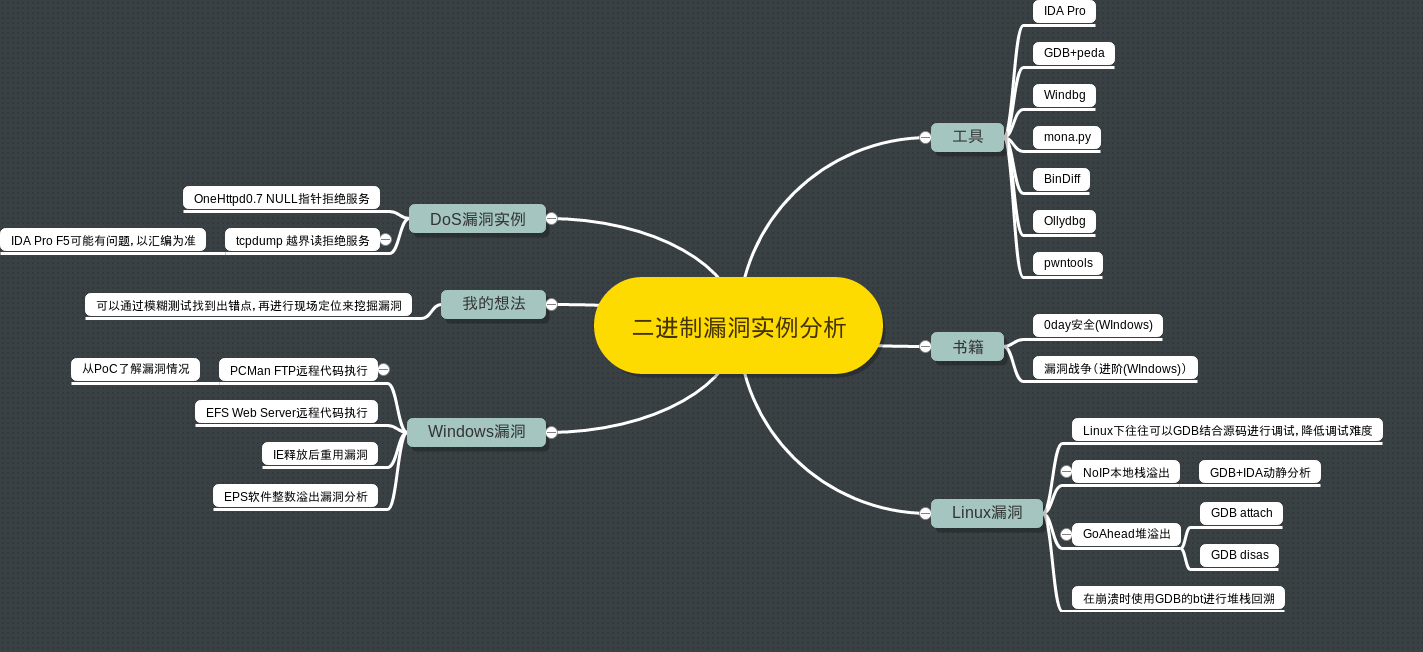 二进制漏洞实例分析
工具
IDA Pro
GDB+peda
Windbg
mona.py
BinDiff
Ollydbg
pwntools
书籍
0day安全(WIndows)
漏洞战争（进阶(WIndows)）
Linux漏洞
Linux下往往可以GDB结合源码进行调试，降低调试难度
NoIP本地栈溢出
GDB+IDA动静分析
GoAhead堆溢出
GDB attach
GDB disas
在崩溃时使用GDB的bt进行堆栈回溯
DoS漏洞实例
OneHttpd0.7 NULL指针拒绝服务
tcpdump 越界读拒绝服务
IDA Pro F5可能有问题，以汇编为准
我的想法
可以通过模糊测试找到出错点，再进行现场定位来挖掘漏洞
Windows漏洞
PCMan FTP远程代码执行
从PoC了解漏洞情况
EFS Web Server远程代码执行
IE释放后重用漏洞
EPS软件整数溢出漏洞分析